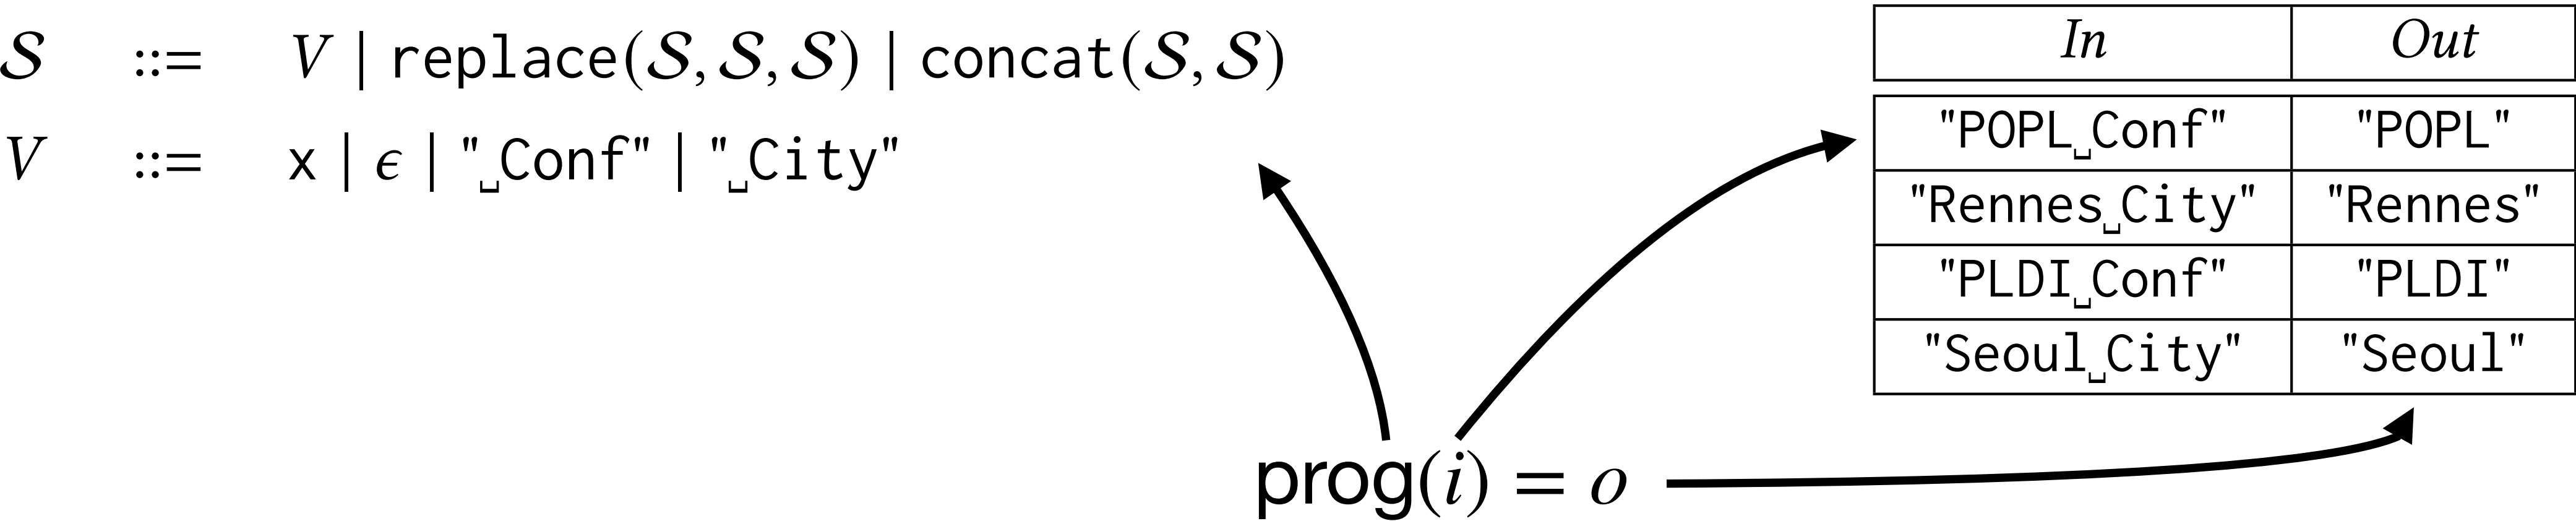 𝒮 ::= V | replace(𝒮, 𝒮, 𝒮) | concat(𝒮, 𝒮)
V ::= x | ϵ | "␣Conf" | "␣City"
In Out
"POPL␣Conf" "POPL"
"Rennes␣City" "Rennes"
"PLDI␣Conf" "PLDI"
"Seoul␣City" "Seoul"
prog(i) = o